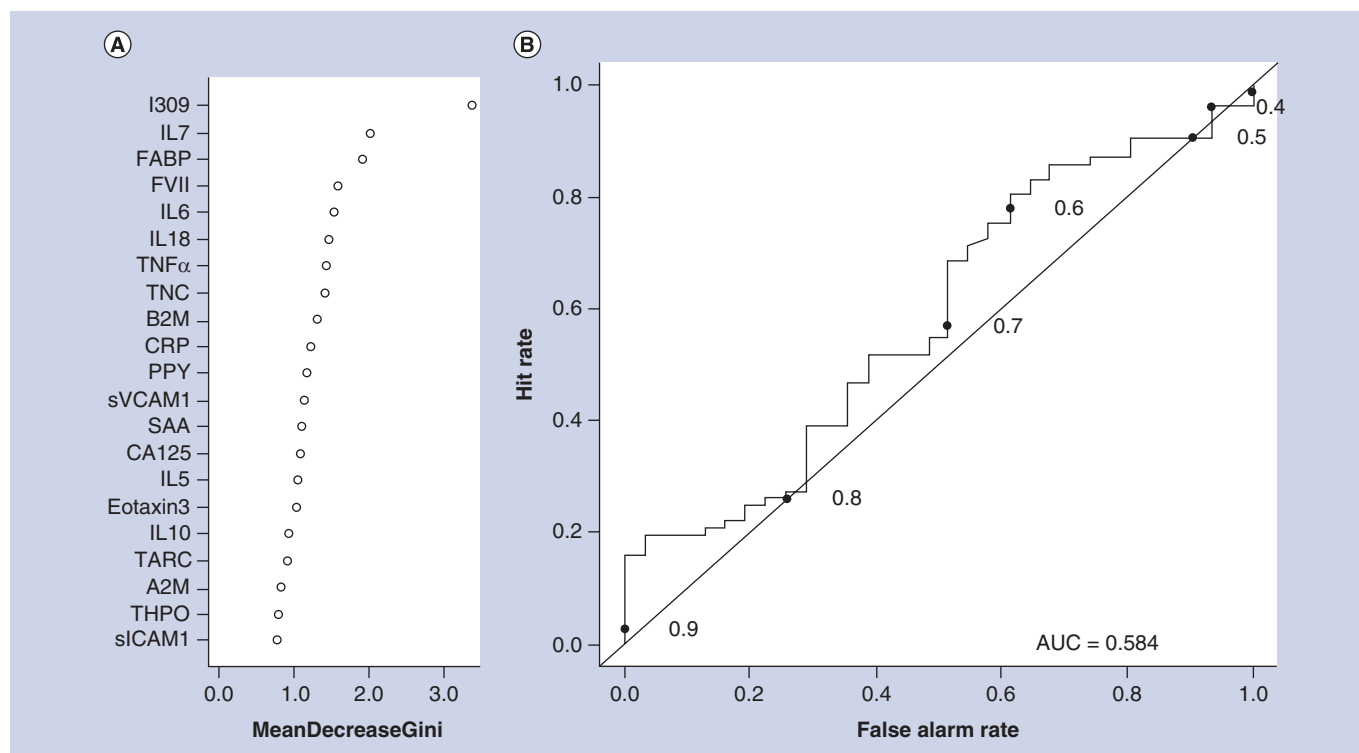 A
I309
IL7
FABP
FVII
IL6
IL18
TNFα
TNC
B2M
CRP
PPY
sVCAM1
SAA
CA125
IL5
Eotaxin3
IL10
TARC
A2M
THPO
sICAM1
0.0 1.0 2.0 3.0
MeanDecreaseGini
B
Hit rate
1.0
0.8
0.6
0.4
0.2
0.0
0.4
0.5
0.6
0.7
0.8
0.9
AUC = 0.584
0.0 0.2 0.4 0.6 0.8 1.0
False alarm rate